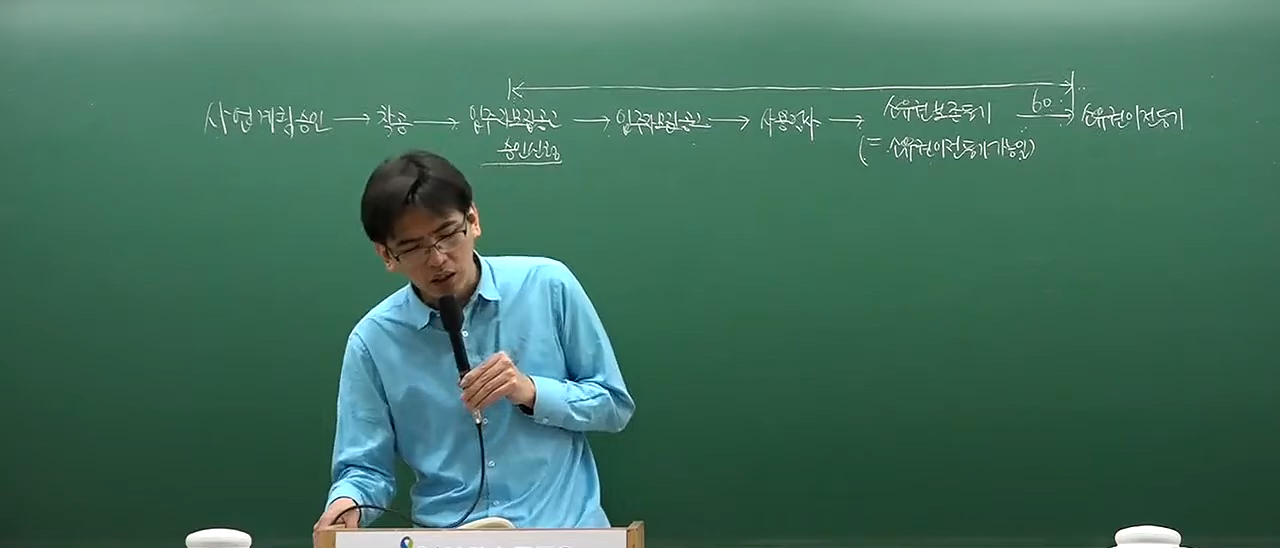 사업계획승인 → 착공 → 입주자모집공고 → 입주자모집공고 → 사용검사 → 소유권보존등기 60 → 소유권이전등기
승인신청 (= 소유권이전등기가능일)